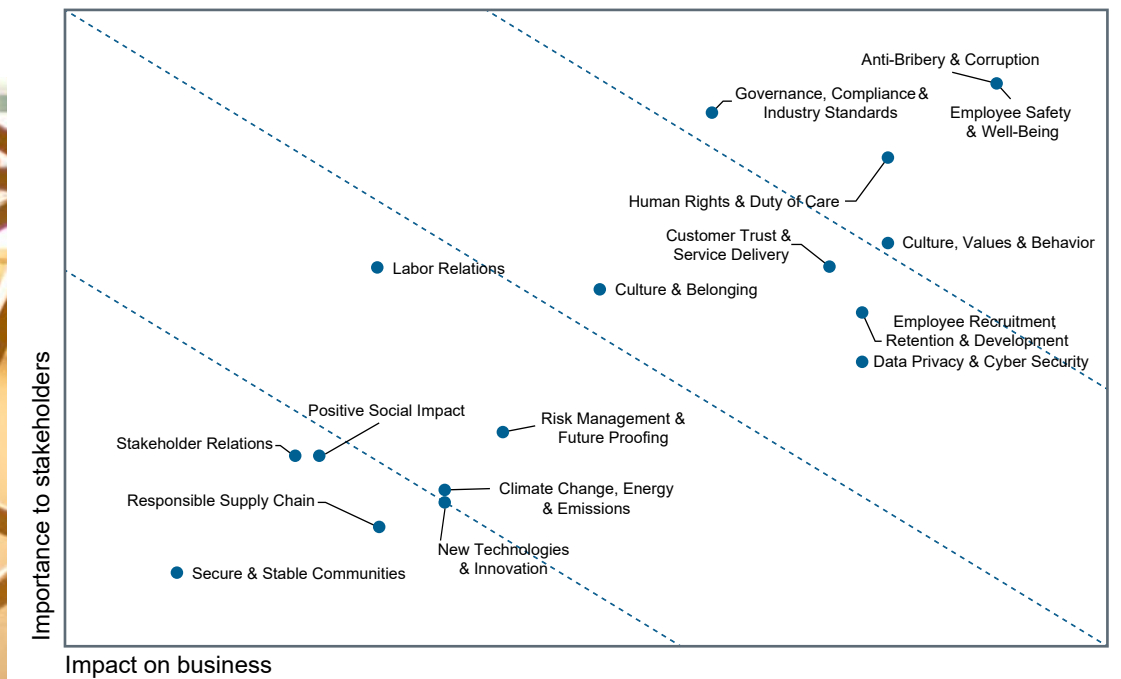 Anti-Bribery & Corruption
Governance, Compliance &
Industry Standards
Employee Safety
& Well-Being
Human Rights & Duty of Care
Customer Trust &
Service Delivery
Culture, Values & Behavior
Labor Relations
Culture & Belonging
Employee Recruitment,
Retention & Development
Data Privacy & Cyber Security
Positive Social Impact
Stakeholder Relations
Risk Management &
Future Proofing
Responsible Supply Chain
Climate Change, Energy
& Emissions
New Technologies
& Innovation
Secure & Stable Communities
Importance to stakeholders
Impact on business